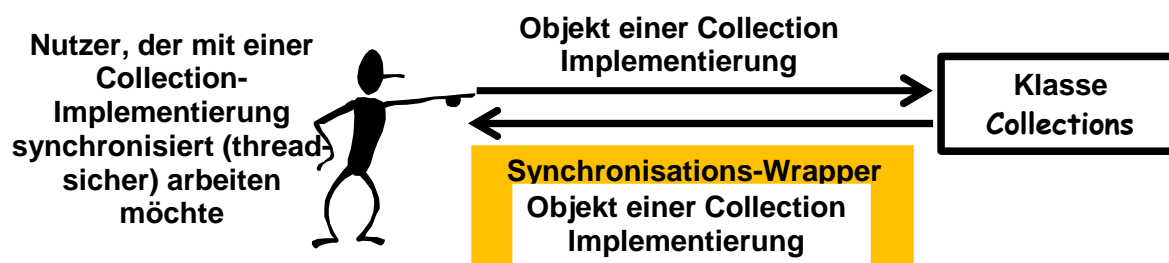 Nutzer, der mit einer
Collection-
Implementierung
synchronisiert (thread-
sicher) arbeiten
möchte
Objekt einer Collection
Implementierung
Synchronisations-Wrapper
Objekt einer Collection
Implementierung
Klasse
Collections